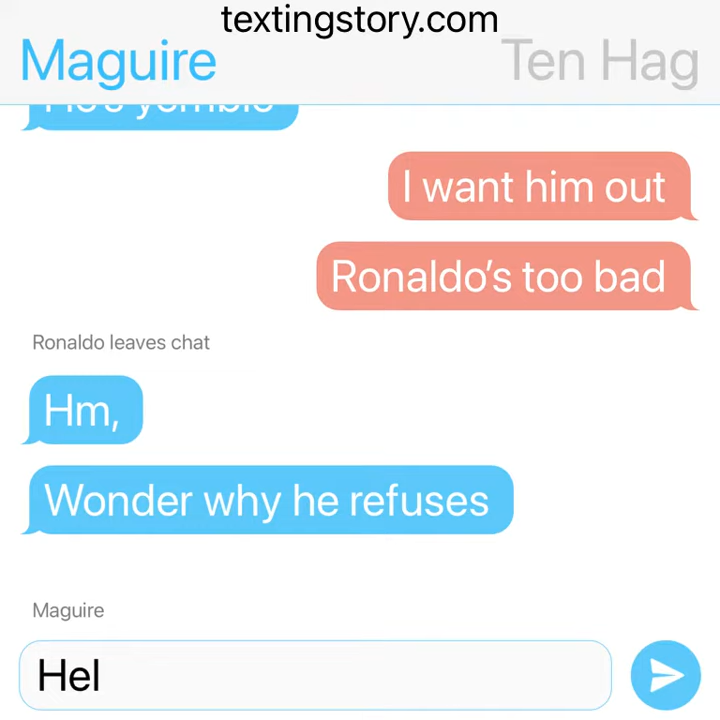 textingstory.com
Maguire
Ten Hag
I want him out
Ronaldo's too bad
Ronaldo leaves chat
Hm,
Wonder why he refuses
Maguire
Hel